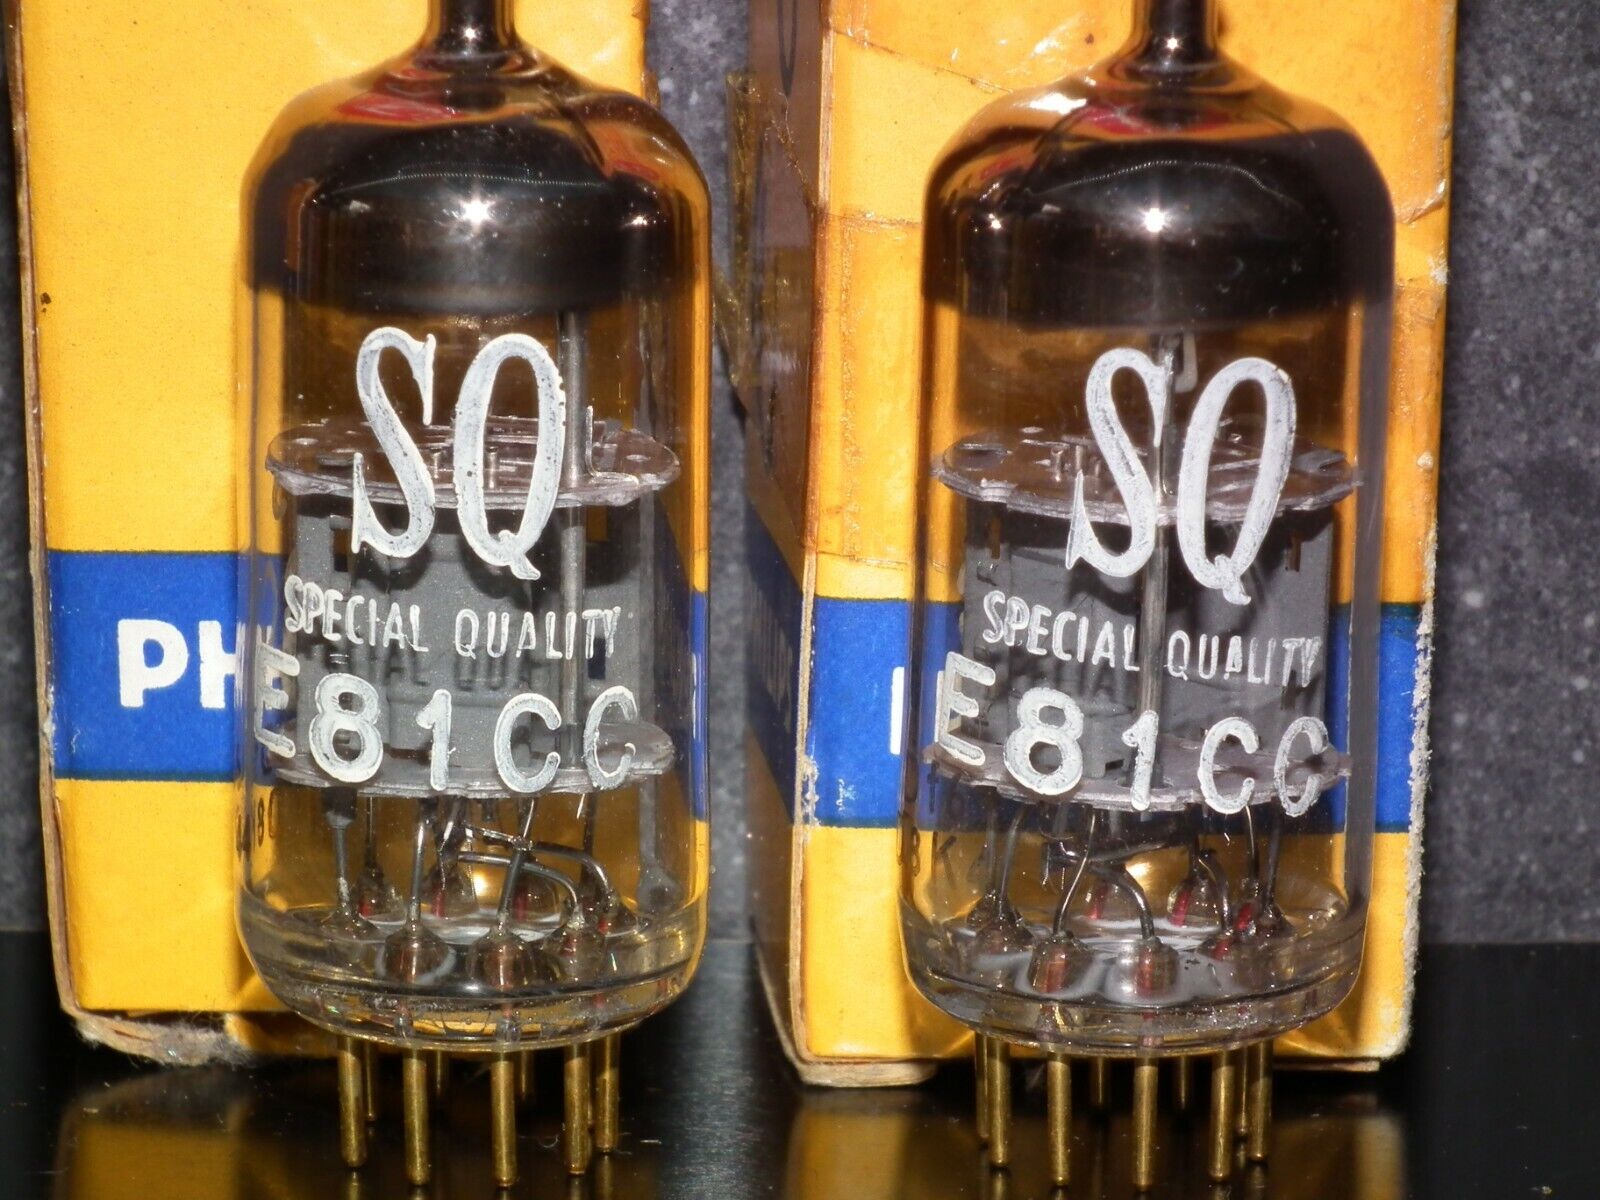 SQ
SPECIAL QUALITY
E81CC
SQ
SPECIAL QUALITY
E81CC
PH